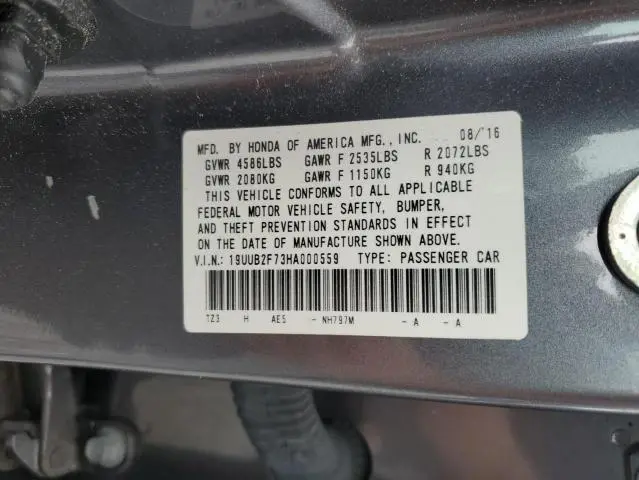 MFD. BY HONDA OF AMERICA MFG., INC. 08/'16
GVWR 4586LBS GAWR F 2535LBS R 2072LBS
GVWR 2080KG GAWR F 1150KG R 940KG
THIS VEHICLE CONFORMS TO ALL APPLICABLE
FEDERAL MOTOR VEHICLE SAFETY, BUMPER,
AND THEFT PREVENTION STANDARDS IN EFFECT
ON THE DATE OF MANUFACTURE SHOWN ABOVE.
V.I.N.: 19UUB2F73HA000559 TYPE: PASSENGER CAR
TZ3 H AE5 - NH797M - A - A